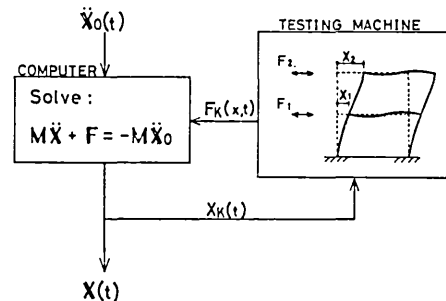 Ẍ₀(t)
COMPUTER
Solve :
MẌ + F = -MẌ₀
X(t)
F_K(x,t)
X_K(t)
TESTING MACHINE
X₂
F₂.
X₁
F₁